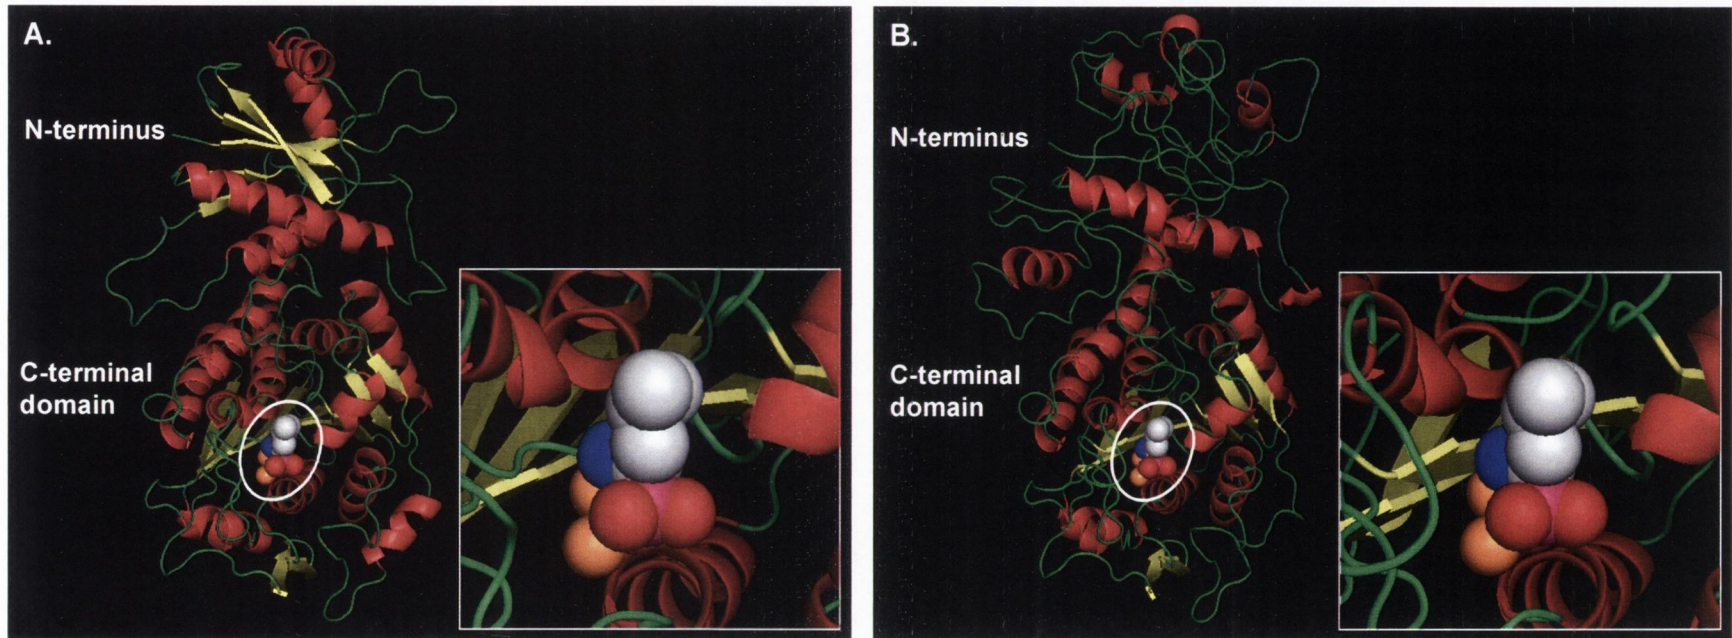 A.
N-terminus
C-terminal
domain
B.
N-terminus
C-terminal
domain